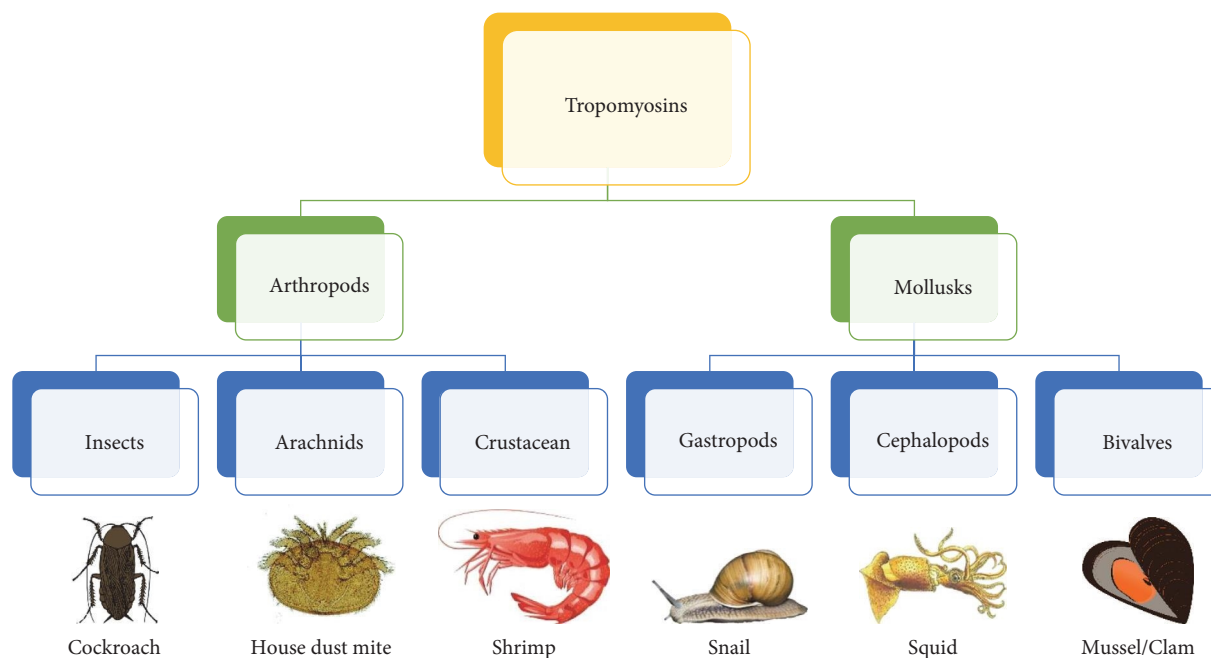 Tropomyosins
Arthropods
Mollusks
Insects
Arachnids
Crustacean
Gastropods
Cephalopods
Bivalves
Cockroach
House dust mite
Shrimp
Snail
Squid
Mussel/Clam